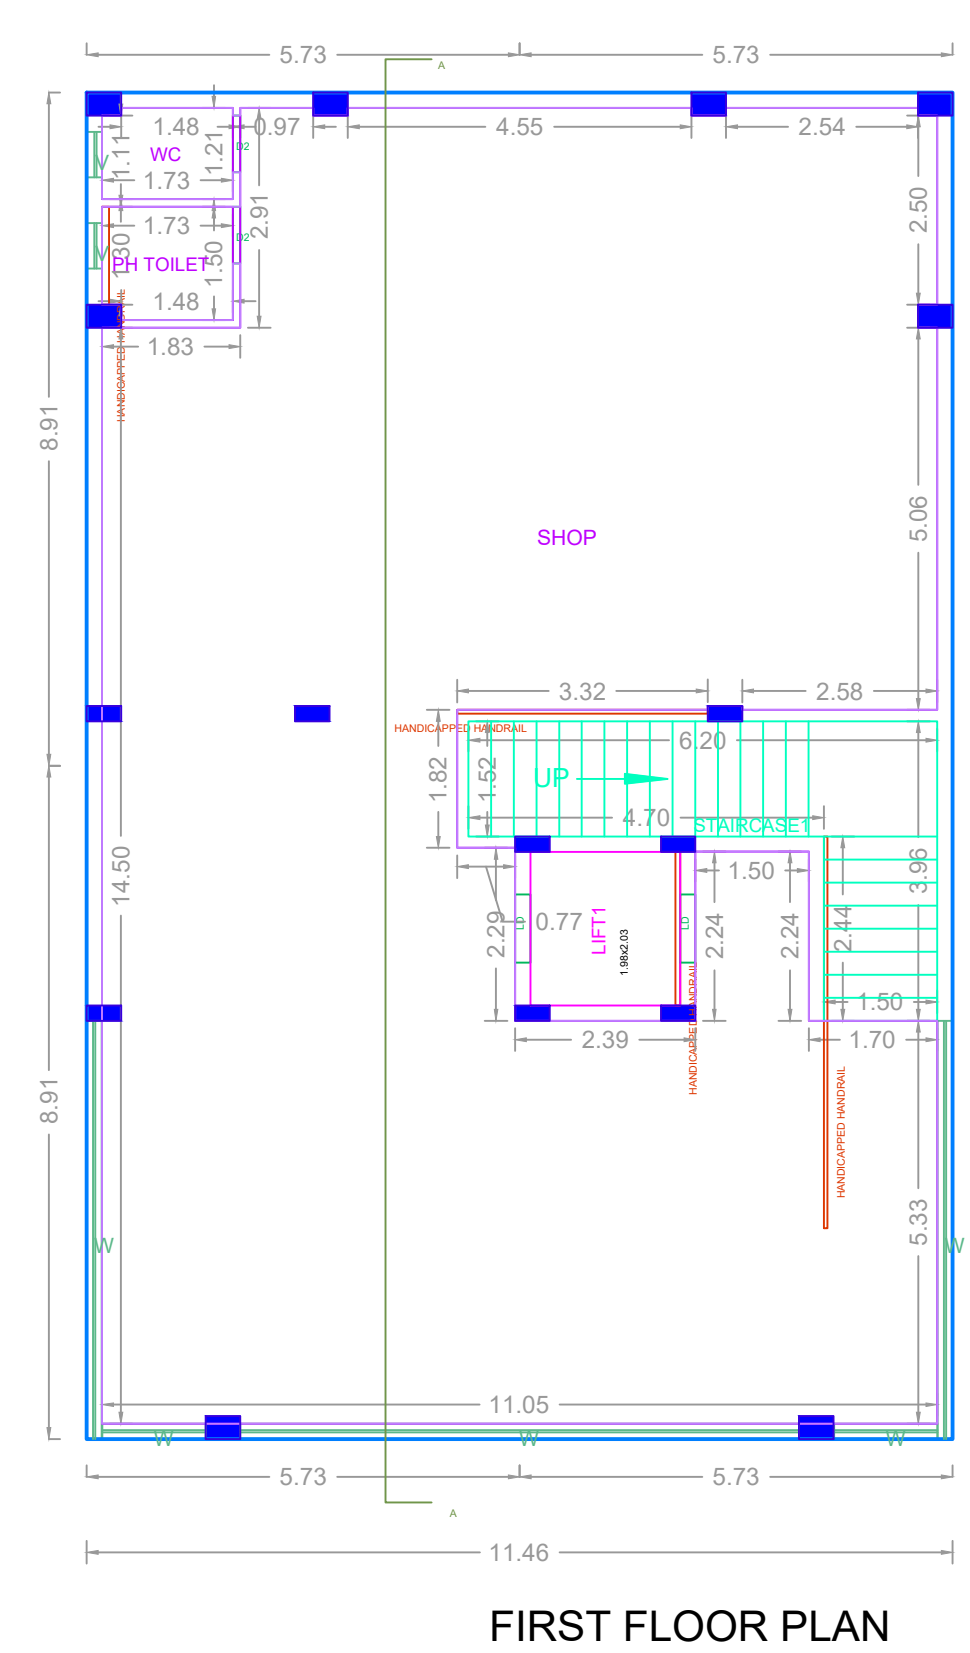 5.73
5.73
A
1.48
0.97
4.55
2.54
D2
1.11
1.21
WC
V
1.73
2.91
2.50
1.73
D2
V
1.30
1.50
PH TOILET
1.48
HANDICAPPED HANDRAIL
1.83
8.91
5.06
SHOP
3.32
2.58
HANDICAPPED HANDRAIL
6.20
1.82
1.52
UP
4.70
STAIRCASE1
14.50
1.50
3.96
2.29
LD
0.77
LIFT1
1.98x2.03
LD
2.24
2.24
2.44
1.50
HANDICAPPED HANDRAIL
2.39
1.70
8.91
HANDICAPPED HANDRAIL
5.33
W
W
11.05
W
W
W
5.73
5.73
A
11.46
FIRST FLOOR PLAN